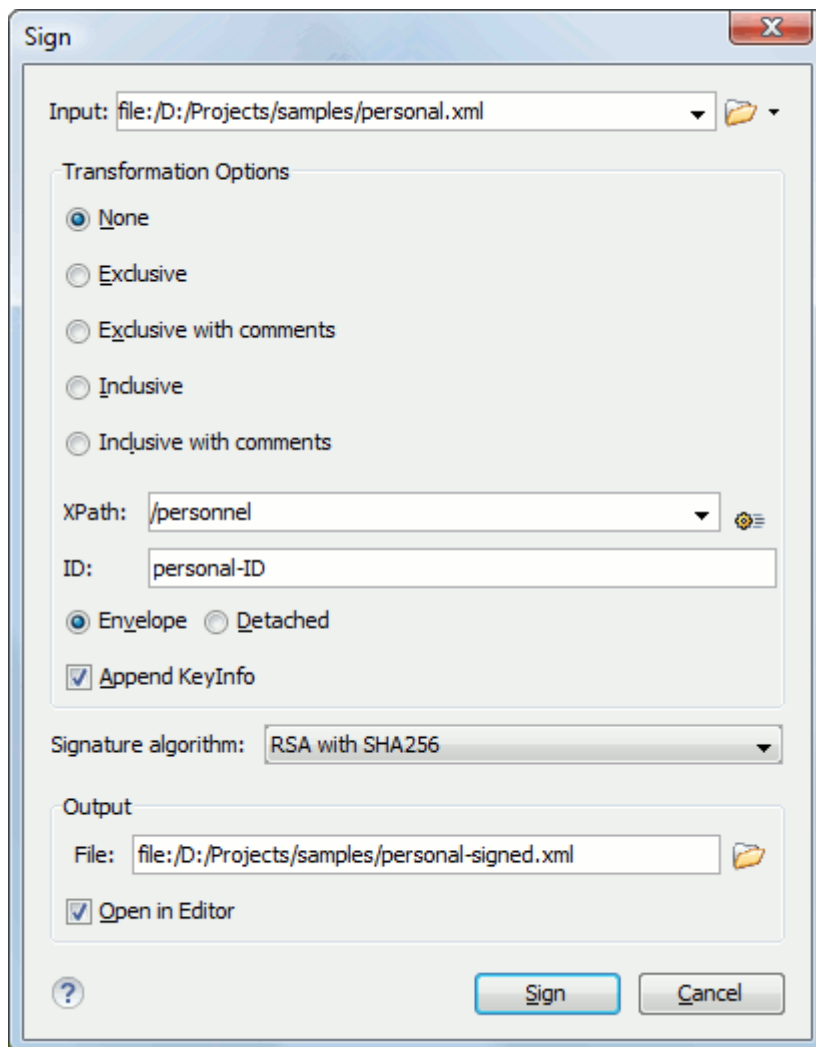 Sign
Input: file:/D:/Projects/samples/personal.xml
Transformation Options
None
Exclusive
Exclusive with comments
Inclusive
Inclusive with comments
XPath: /personnel
ID: personal-ID
Envelope Detached
Append KeyInfo
Signature algorithm: RSA with SHA256
Output
File: file:/D:/Projects/samples/personal-signed.xml
Open in Editor
? Sign Cancel